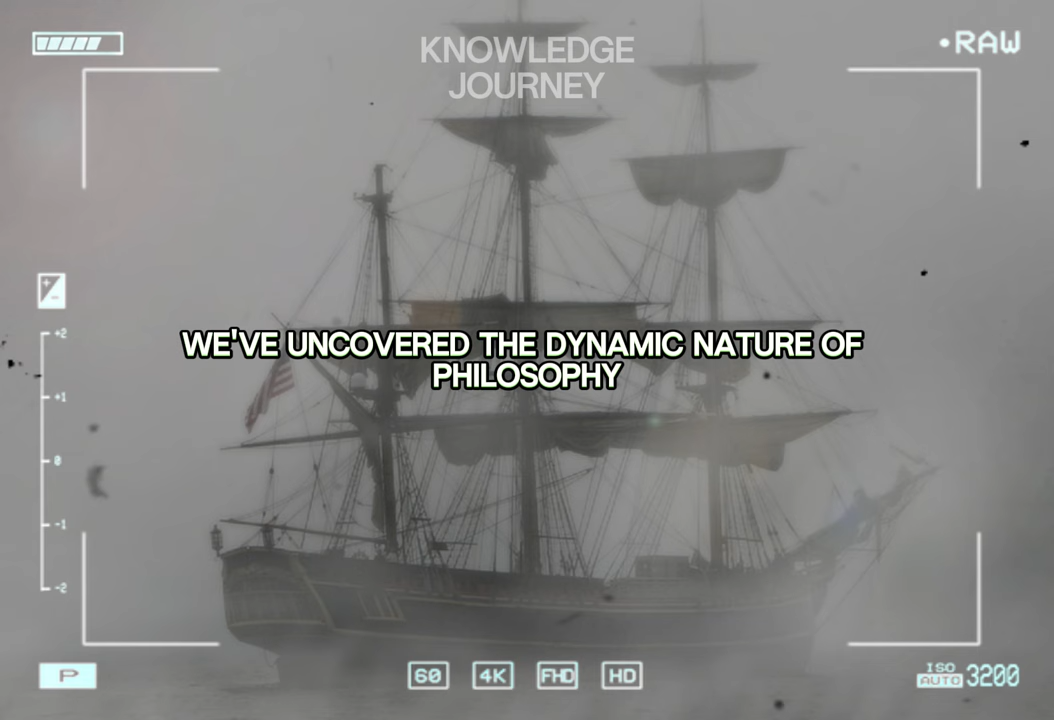 KNOWLEDGE
JOURNEY
•RAW
+2
WE'VE UNCOVERED THE DYNAMIC NATURE OF
PHILOSOPHY
+1
0
-1
-2
P
60 4K FHD HD
ISO
AUTO 3200